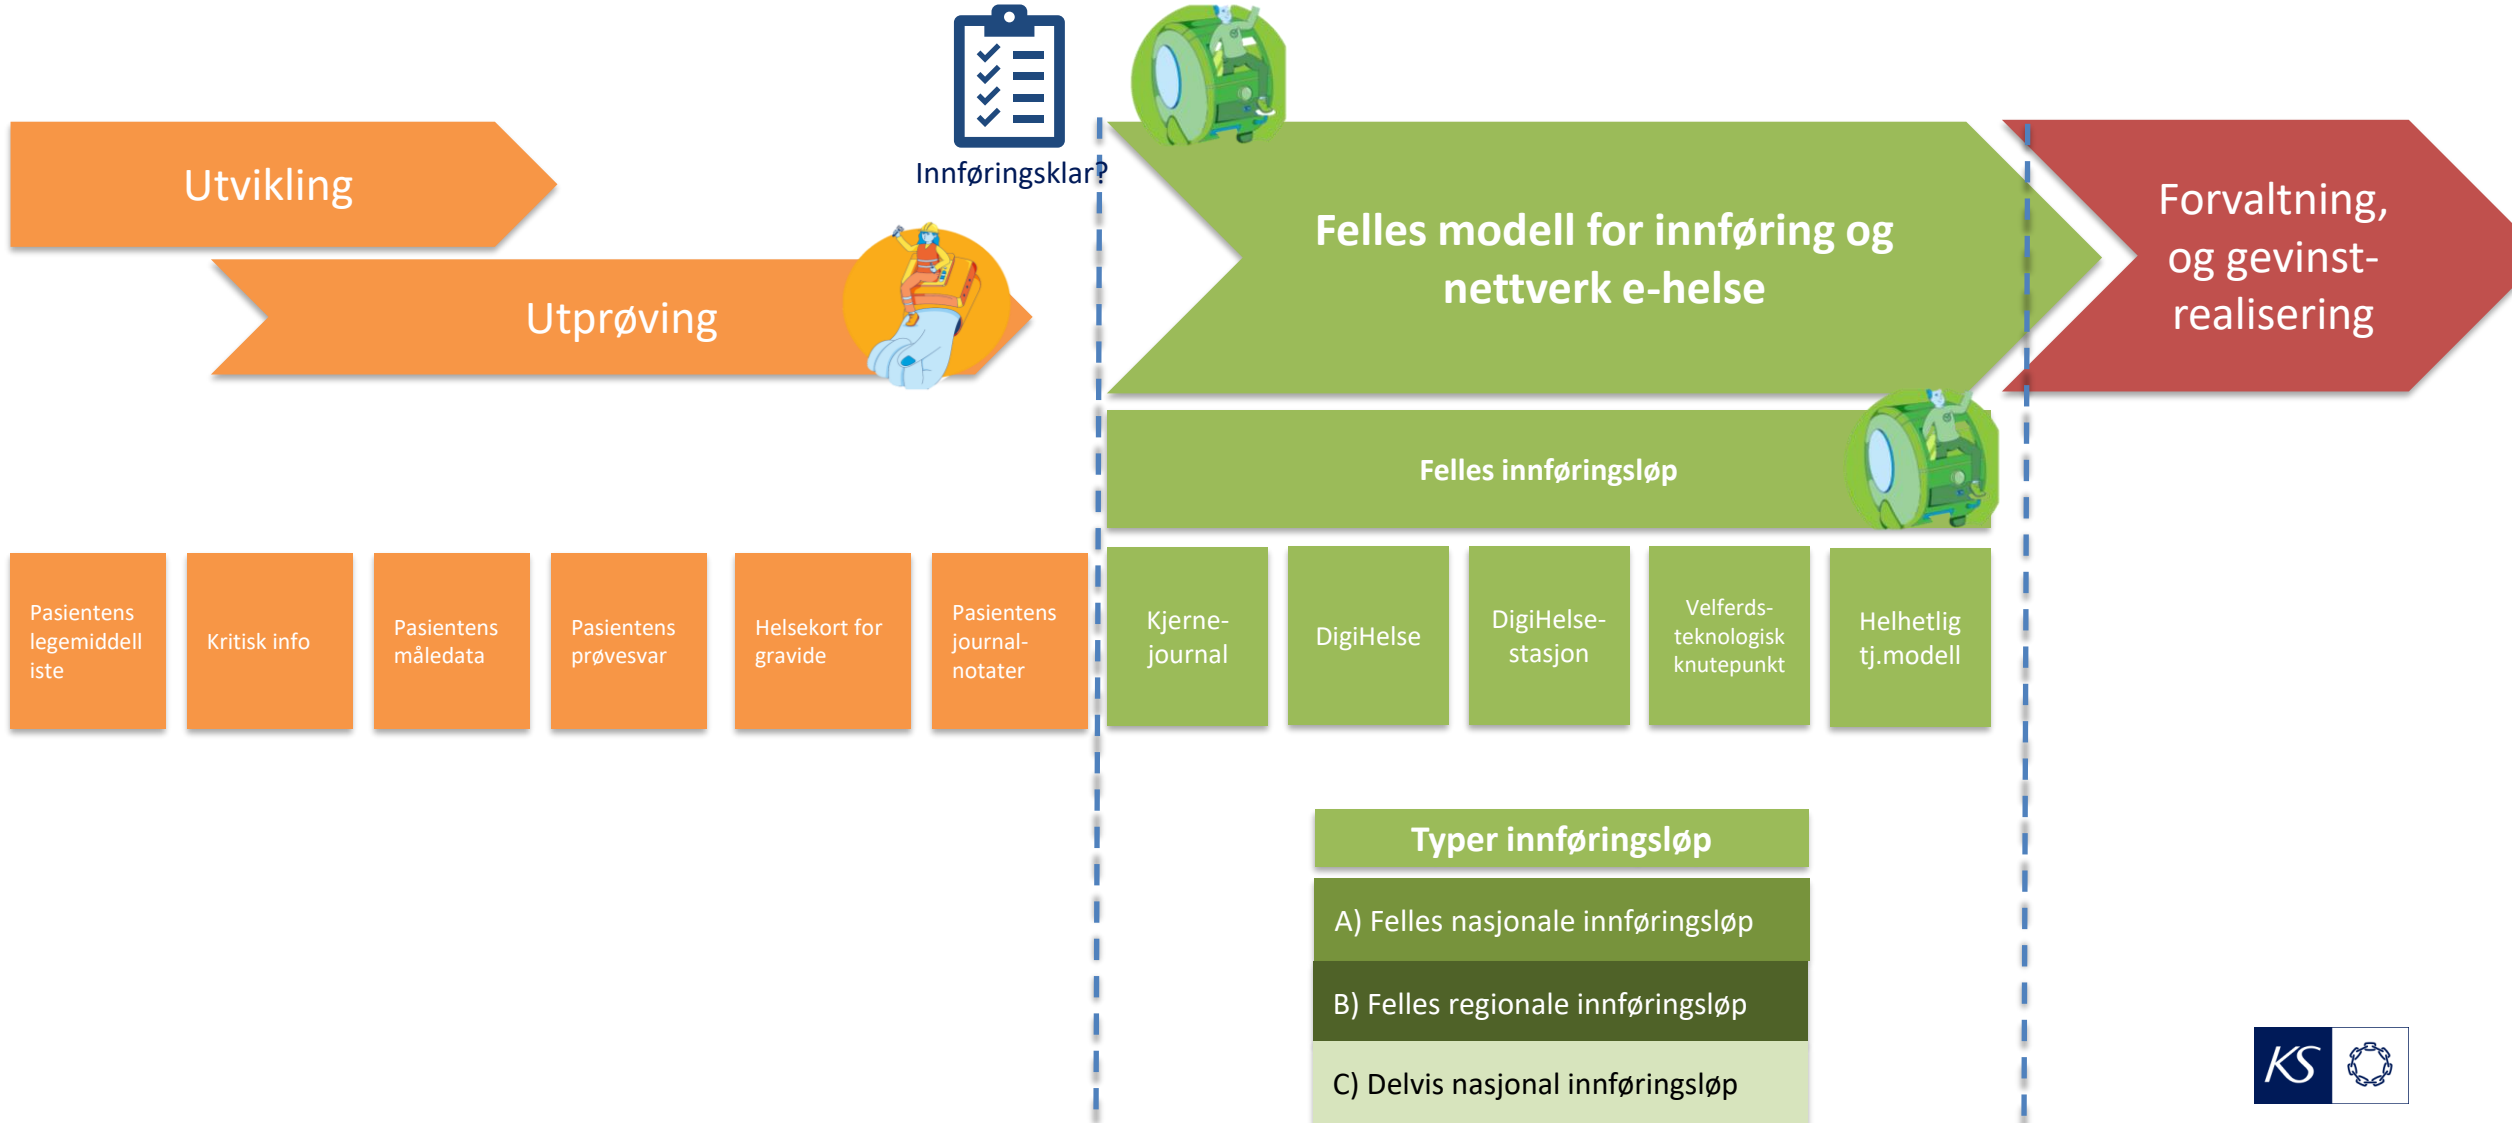 Innføringsklar?
Utvikling
Utprøving
Felles modell for innføring og
nettverk e-helse
Forvaltning,
og gevinst-
realisering
Felles innføringsløp
Pasientens
legemiddell
iste
Kritisk info
Pasientens
måledata
Pasientens
prøvesvar
Helsekort for
gravide
Pasientens
journal-
notater
Kjerne-
journal
DigiHelse
DigiHelse-
stasjon
Velferds-
teknologisk
knutepunkt
Helhetlig
tj.modell
Typer innføringsløp
A) Felles nasjonale innføringsløp
B) Felles regionale innføringsløp
C) Delvis nasjonal innføringsløp
KS